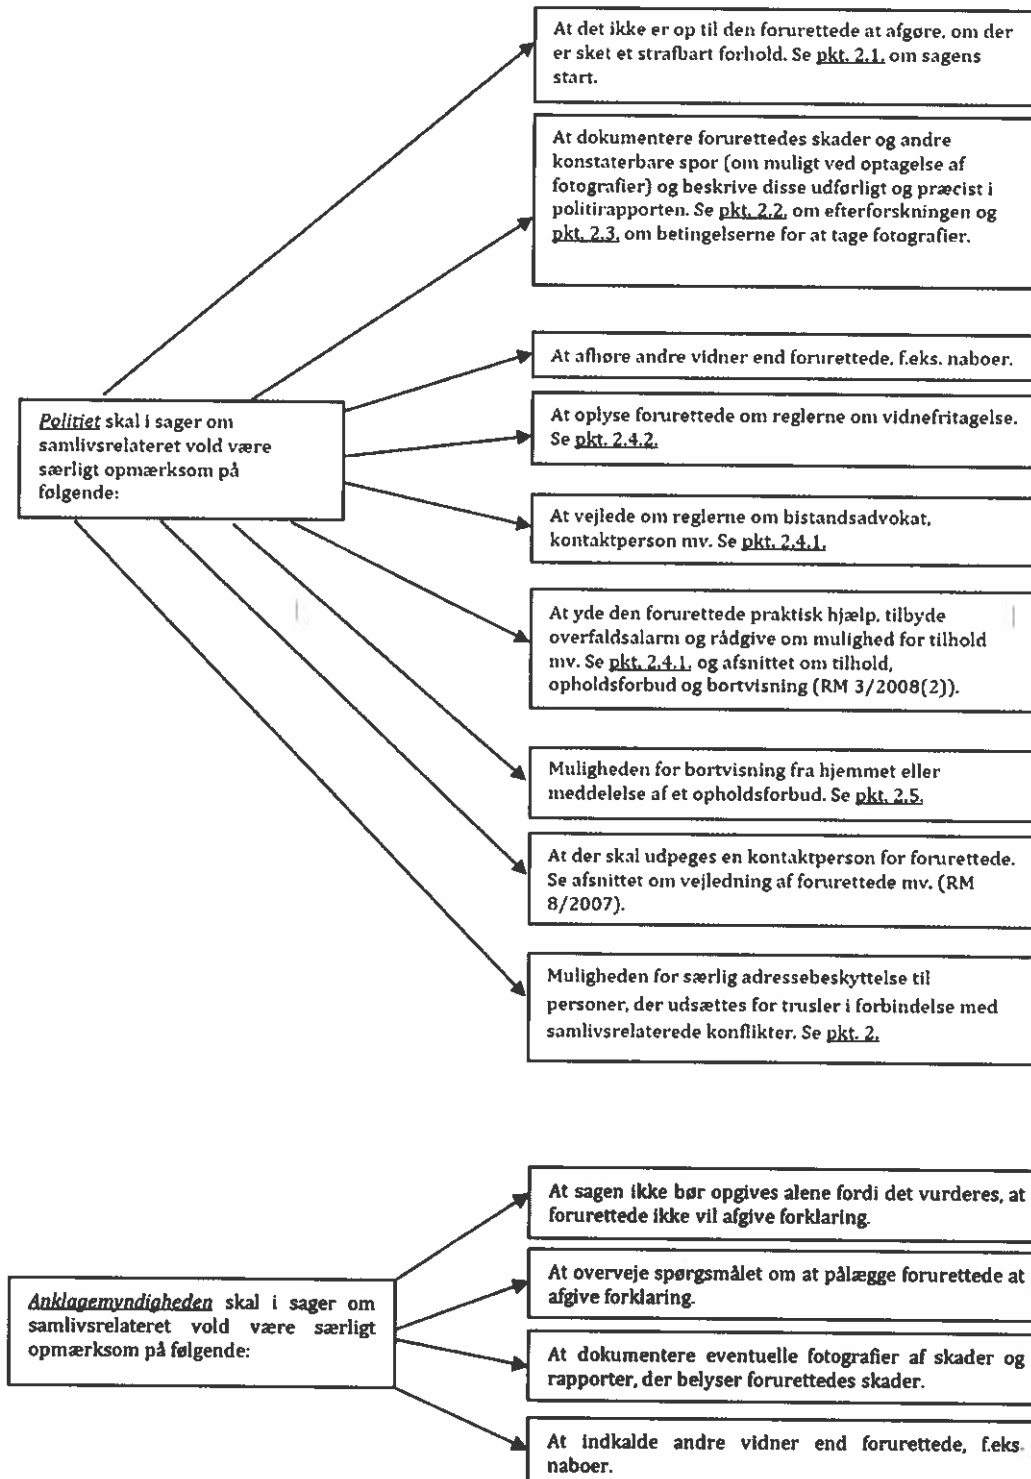 At det ikke er op til den forurettede at afgøre, om der
er sket et strafbart forhold. Se pkt. 2.1. om sagens
start.
At dokumentere forurettedes skader og andre
konstaterbare spor (om muligt ved optagelse af
fotografier) og beskrive disse udførligt og præcist i
politirapporten. Se pkt. 2.2. om efterforskningen og
pkt. 2.3. om betingelserne for at tage fotografier.
At afhøre andre vidner end forurettede, f.eks. naboer.
Politiet skal i sager om
samlivsrelateret vold være
særligt opmærksom på
følgende:
At oplyse forurettede om reglerne om vidnefritagelse.
Se pkt. 2.4.2.
At vejlede om reglerne om bistandsadvokat,
kontaktperson mv. Se pkt. 2.4.1.
At yde den forurettede praktisk hjælp, tilbyde
overfaldsalarm og rådgive om mulighed for tilhold
mv. Se pkt. 2.4.1. og afsnittet om tilhold,
opholdsforbud og bortvisning (RM 3/2008(2)).
Muligheden for bortvisning fra hjemmet eller
meddelelse af et opholdsforbud. Se pkt. 2.5.
At der skal udpeges en kontaktperson for forurettede.
Se afsnittet om vejledning af forurettede mv. (RM
8/2007).
Muligheden for særlig adressebeskyttelse til
personer, der udsættes for trusler i forbindelse med
samlivsrelaterede konflikter. Se pkt. 2.
At sagen ikke bør opgives alene fordi det vurderes, at
forurettede ikke vil afgive forklaring.
Anklagemyndigheden skal i sager om
samlivsrelateret vold være særligt
opmærksom på følgende:
At overveje spørgsmålet om at pålægge forurettede at
afgive forklaring.
At dokumentere eventuelle fotografier af skader og
rapporter, der belyser forurettedes skader.
At indkalde andre vidner end forurettede, f.eks.
naboer.